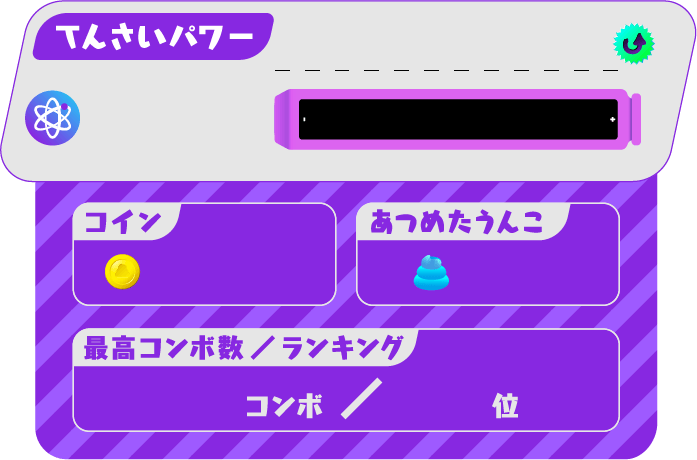 てんさいパワー
コイン
あつめたうんこ
最高コンボ数／ランキング
コンボ／位